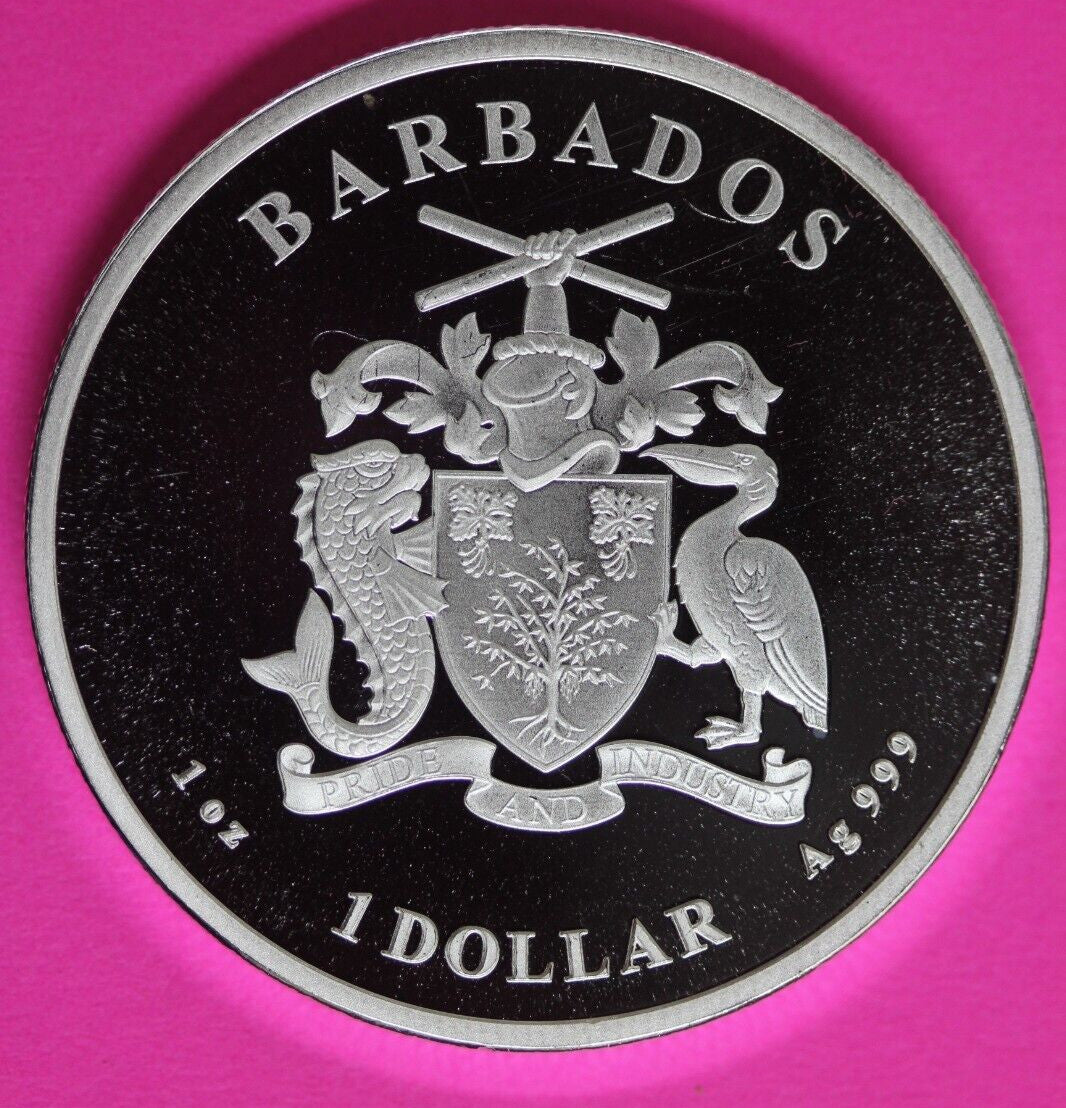 BARBADOS
PRIDE AND INDUSTRY
1 oz
Ag 999
1 DOLLAR